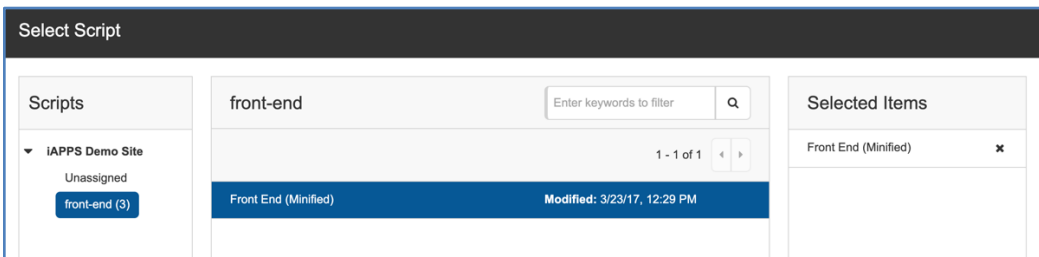 Select Script
Scripts
iAPPS Demo Site
Unassigned
front-end (3)
front-end
Enter keywords to filter
1 - 1 of 1
Front End (Minified) Modified: 3/23/17, 12:29 PM
Selected Items
Front End (Minified)